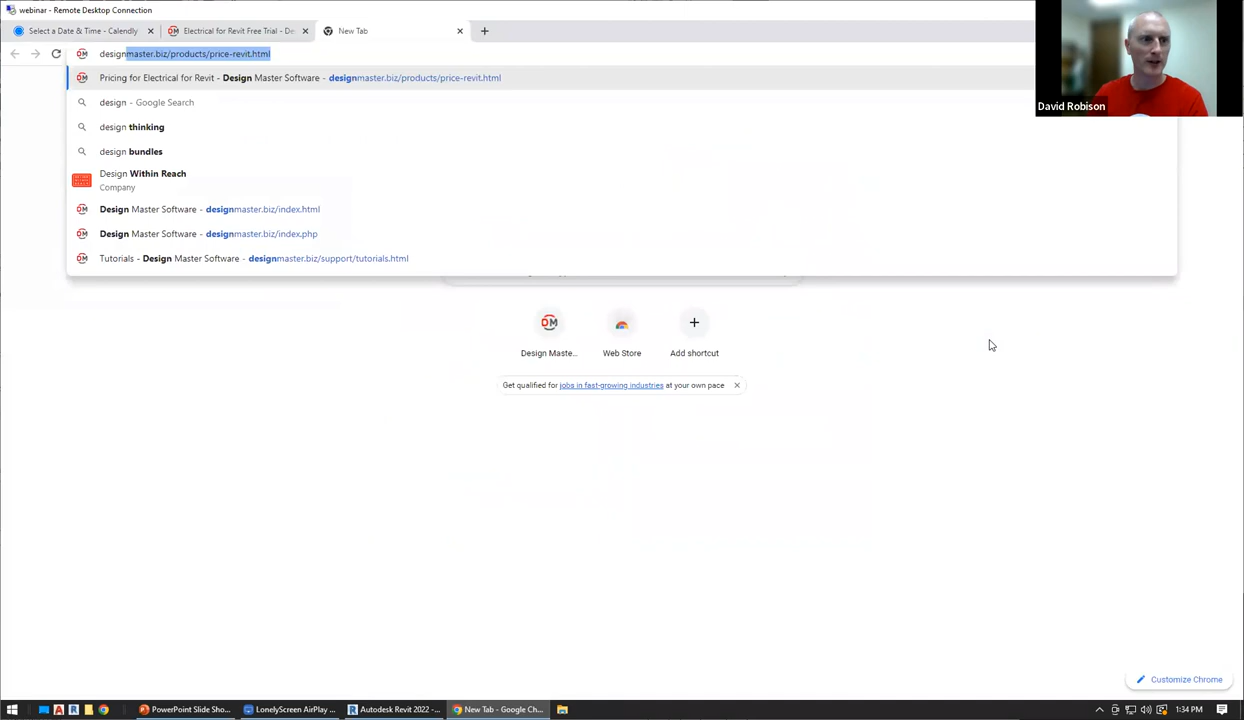 webinar - Remote Desktop Connection
Select a Date & Time - Calendly
Electrical for Revit Free Trial - De
New Tab
designmaster.biz/products/price-revit.html
Pricing for Electrical for Revit - Design Master Software - designmaster.biz/products/price-revit.html
design - Google Search
design thinking
design bundles
Design Within Reach
Company
Design Master Software - designmaster.biz/index.html
Design Master Software - designmaster.biz/index.php
Tutorials - Design Master Software - designmaster.biz/support/tutorials.html
David Robison
DM
Design Maste...
Web Store
Add shortcut
Get qualified for jobs in fast-growing industries at your own pace
Customize Chrome
PowerPoint Slide Sho...
LonelyScreen AirPlay ...
Autodesk Revit 2022 -...
New Tab - Google Ch...
1:34 PM